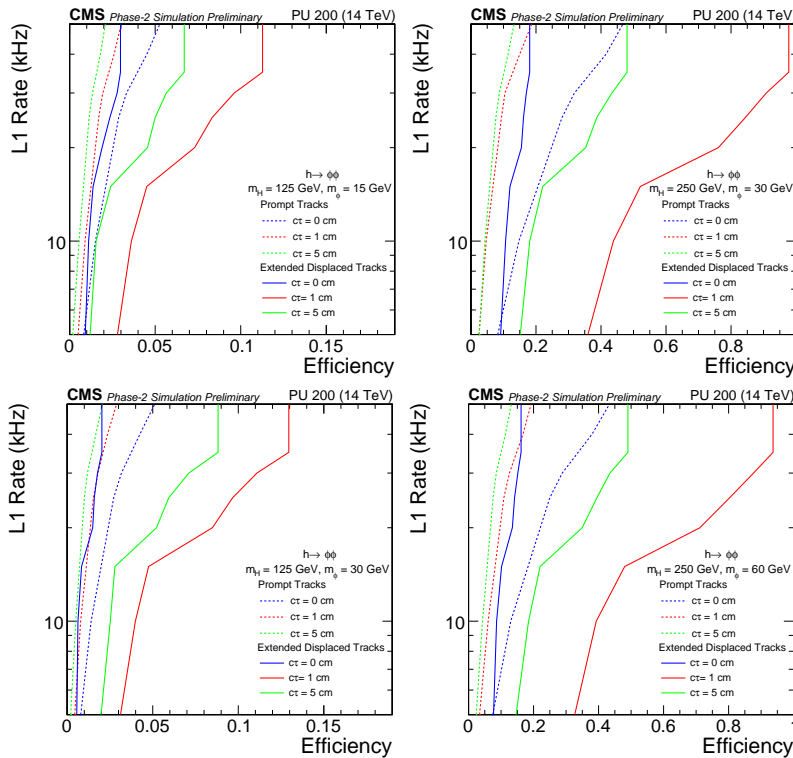 CMS Phase-2 Simulation Preliminary PU 200 (14 TeV)
L1 Rate (kHz)
10
h→ ϕϕ
m_H = 125 GeV, m_ϕ = 15 GeV
Prompt Tracks
cτ = 0 cm
cτ = 1 cm
cτ = 5 cm
Extended Displaced Tracks
cτ = 0 cm
cτ= 1 cm
cτ = 5 cm
0 0.05 0.1 0.15
Efficiency
CMS Phase-2 Simulation Preliminary PU 200 (14 TeV)
L1 Rate (kHz)
10
h→ ϕϕ
m_H = 250 GeV, m_ϕ = 30 GeV
Prompt Tracks
cτ = 0 cm
cτ = 1 cm
cτ = 5 cm
Extended Displaced Tracks
cτ = 0 cm
cτ= 1 cm
cτ = 5 cm
0 0.2 0.4 0.6 0.8 1
Efficiency
CMS Phase-2 Simulation Preliminary PU 200 (14 TeV)
L1 Rate (kHz)
10
h→ ϕϕ
m_H = 125 GeV, m_ϕ = 30 GeV
Prompt Tracks
cτ = 0 cm
cτ = 1 cm
cτ = 5 cm
Extended Displaced Tracks
cτ = 0 cm
cτ= 1 cm
cτ = 5 cm
0 0.05 0.1 0.15
Efficiency
CMS Phase-2 Simulation Preliminary PU 200 (14 TeV)
L1 Rate (kHz)
10
h→ ϕϕ
m_H = 250 GeV, m_ϕ = 60 GeV
Prompt Tracks
cτ = 0 cm
cτ = 1 cm
cτ = 5 cm
Extended Displaced Tracks
cτ = 0 cm
cτ= 1 cm
cτ = 5 cm
0 0.2 0.4 0.6 0.8 1
Efficiency